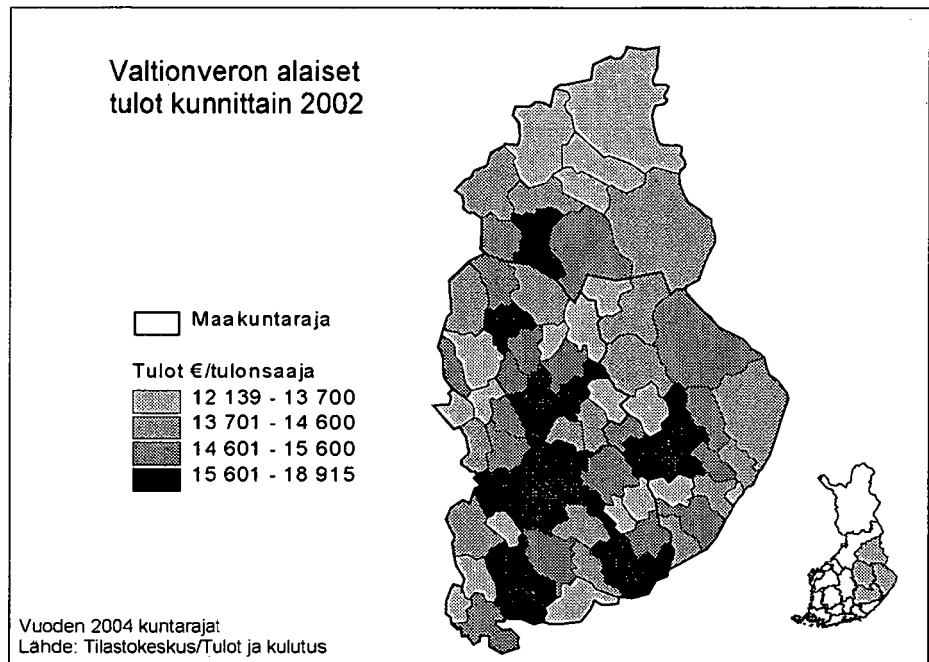 Valtionveron alaiset
tulot kunnittain 2002
Maakuntaraja
Tulot €/tulonsaaja
12 139 - 13 700
13 701 - 14 600
14 601 - 15 600
15 601 - 18 915
Vuoden 2004 kuntarajat
Lähde: Tilastokeskus/Tulot ja kulutus